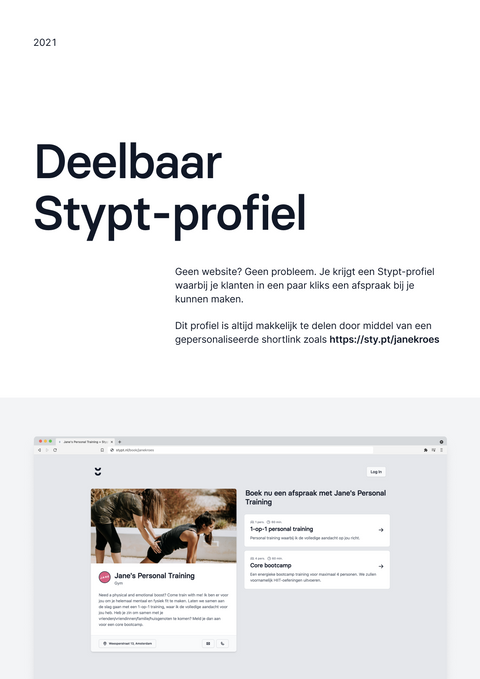 2021
Deelbaar
Stypt-profiel
Geen website? Geen probleem. Je krijgt een Stypt-profiel
waarbij je klanten in een paar kliks een afspraak bij je
kunnen maken.
Dit profiel is altijd makkelijk te delen door middel van een
gepersonaliseerde shortlink zoals https://sty.pt/janekroes
Jane's Personal Training
Log In
Boek nu een afspraak met Jane's Personal
Training
1 pers.
60 min.
1-op-1 personal training
Personal training waarbij ik de volledige aandacht op jou richt.
Core bootcamp
Een energieke bootcamp training voor maximaal 6 personen. We zullen
voornamelijk HIIT-oefeningen uitvoeren.
Jane's Personal Training
Gym
Need a physical and emotional boost? Come train with me! Ik ben er voor
jou om je helemaal mentaal en fysiek fit te maken. Laten we samen aan
de slag gaan met een 1-op-1 training, waar ik de volledige aandacht voor
jou heb. Heb je zin om samen met je
vriend(in)/familie/huisgenoten te komen? Meld je dan aan
voor een core bootcamp.